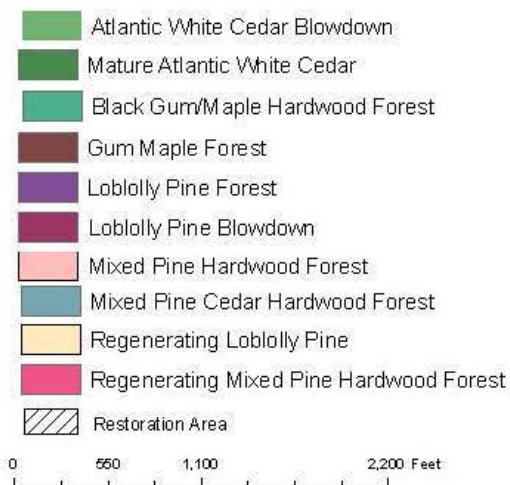 Atlantic White Cedar Blowdown
Mature Atlantic White Cedar
Black Gum/Maple Hardwood Forest
Gum Maple Forest
Loblolly Pine Forest
Loblolly Pine Blowdown
Mixed Pine Hardwood Forest
Mixed Pine Cedar Hardwood Forest
Regenerating Loblolly Pine
Regenerating Mixed Pine Hardwood Forest
Restoration Area
0 550 1,100 2,200 Feet